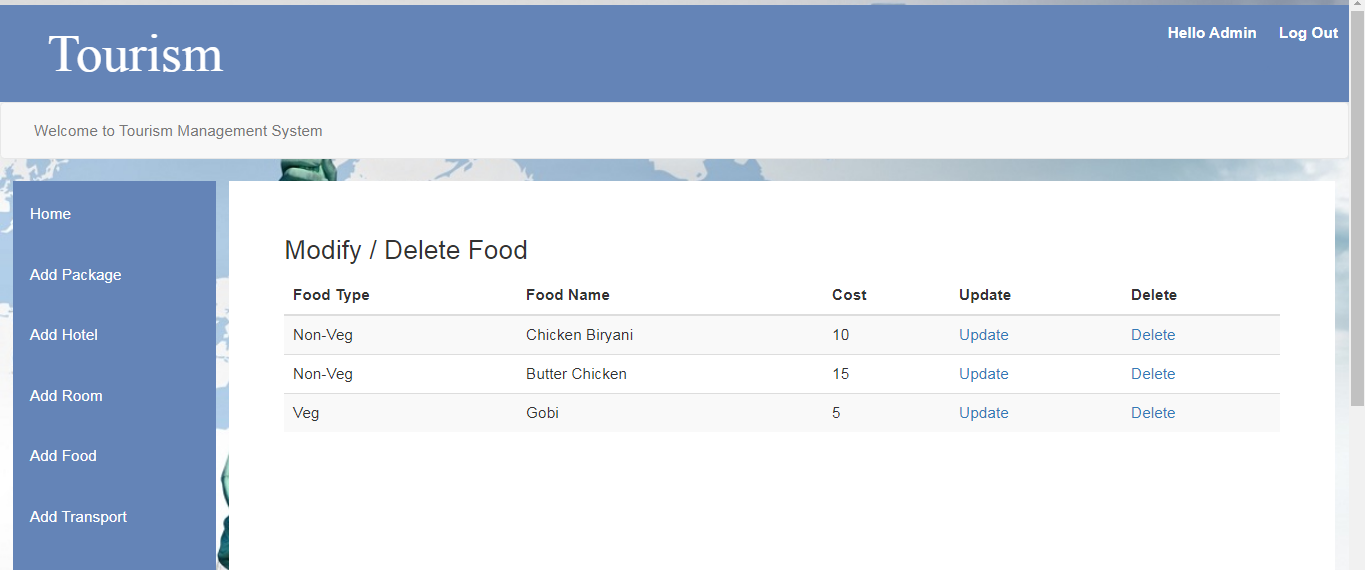 Tourism
Hello Admin Log Out
Welcome to Tourism Management System
Home
Add Package
Add Hotel
Add Room
Add Food
Add Transport
Modify / Delete Food
Food Type Food Name Cost Update Delete
Non-Veg Chicken Biryani 10 Update Delete
Non-Veg Butter Chicken 15 Update Delete
Veg Gobi 5 Update Delete